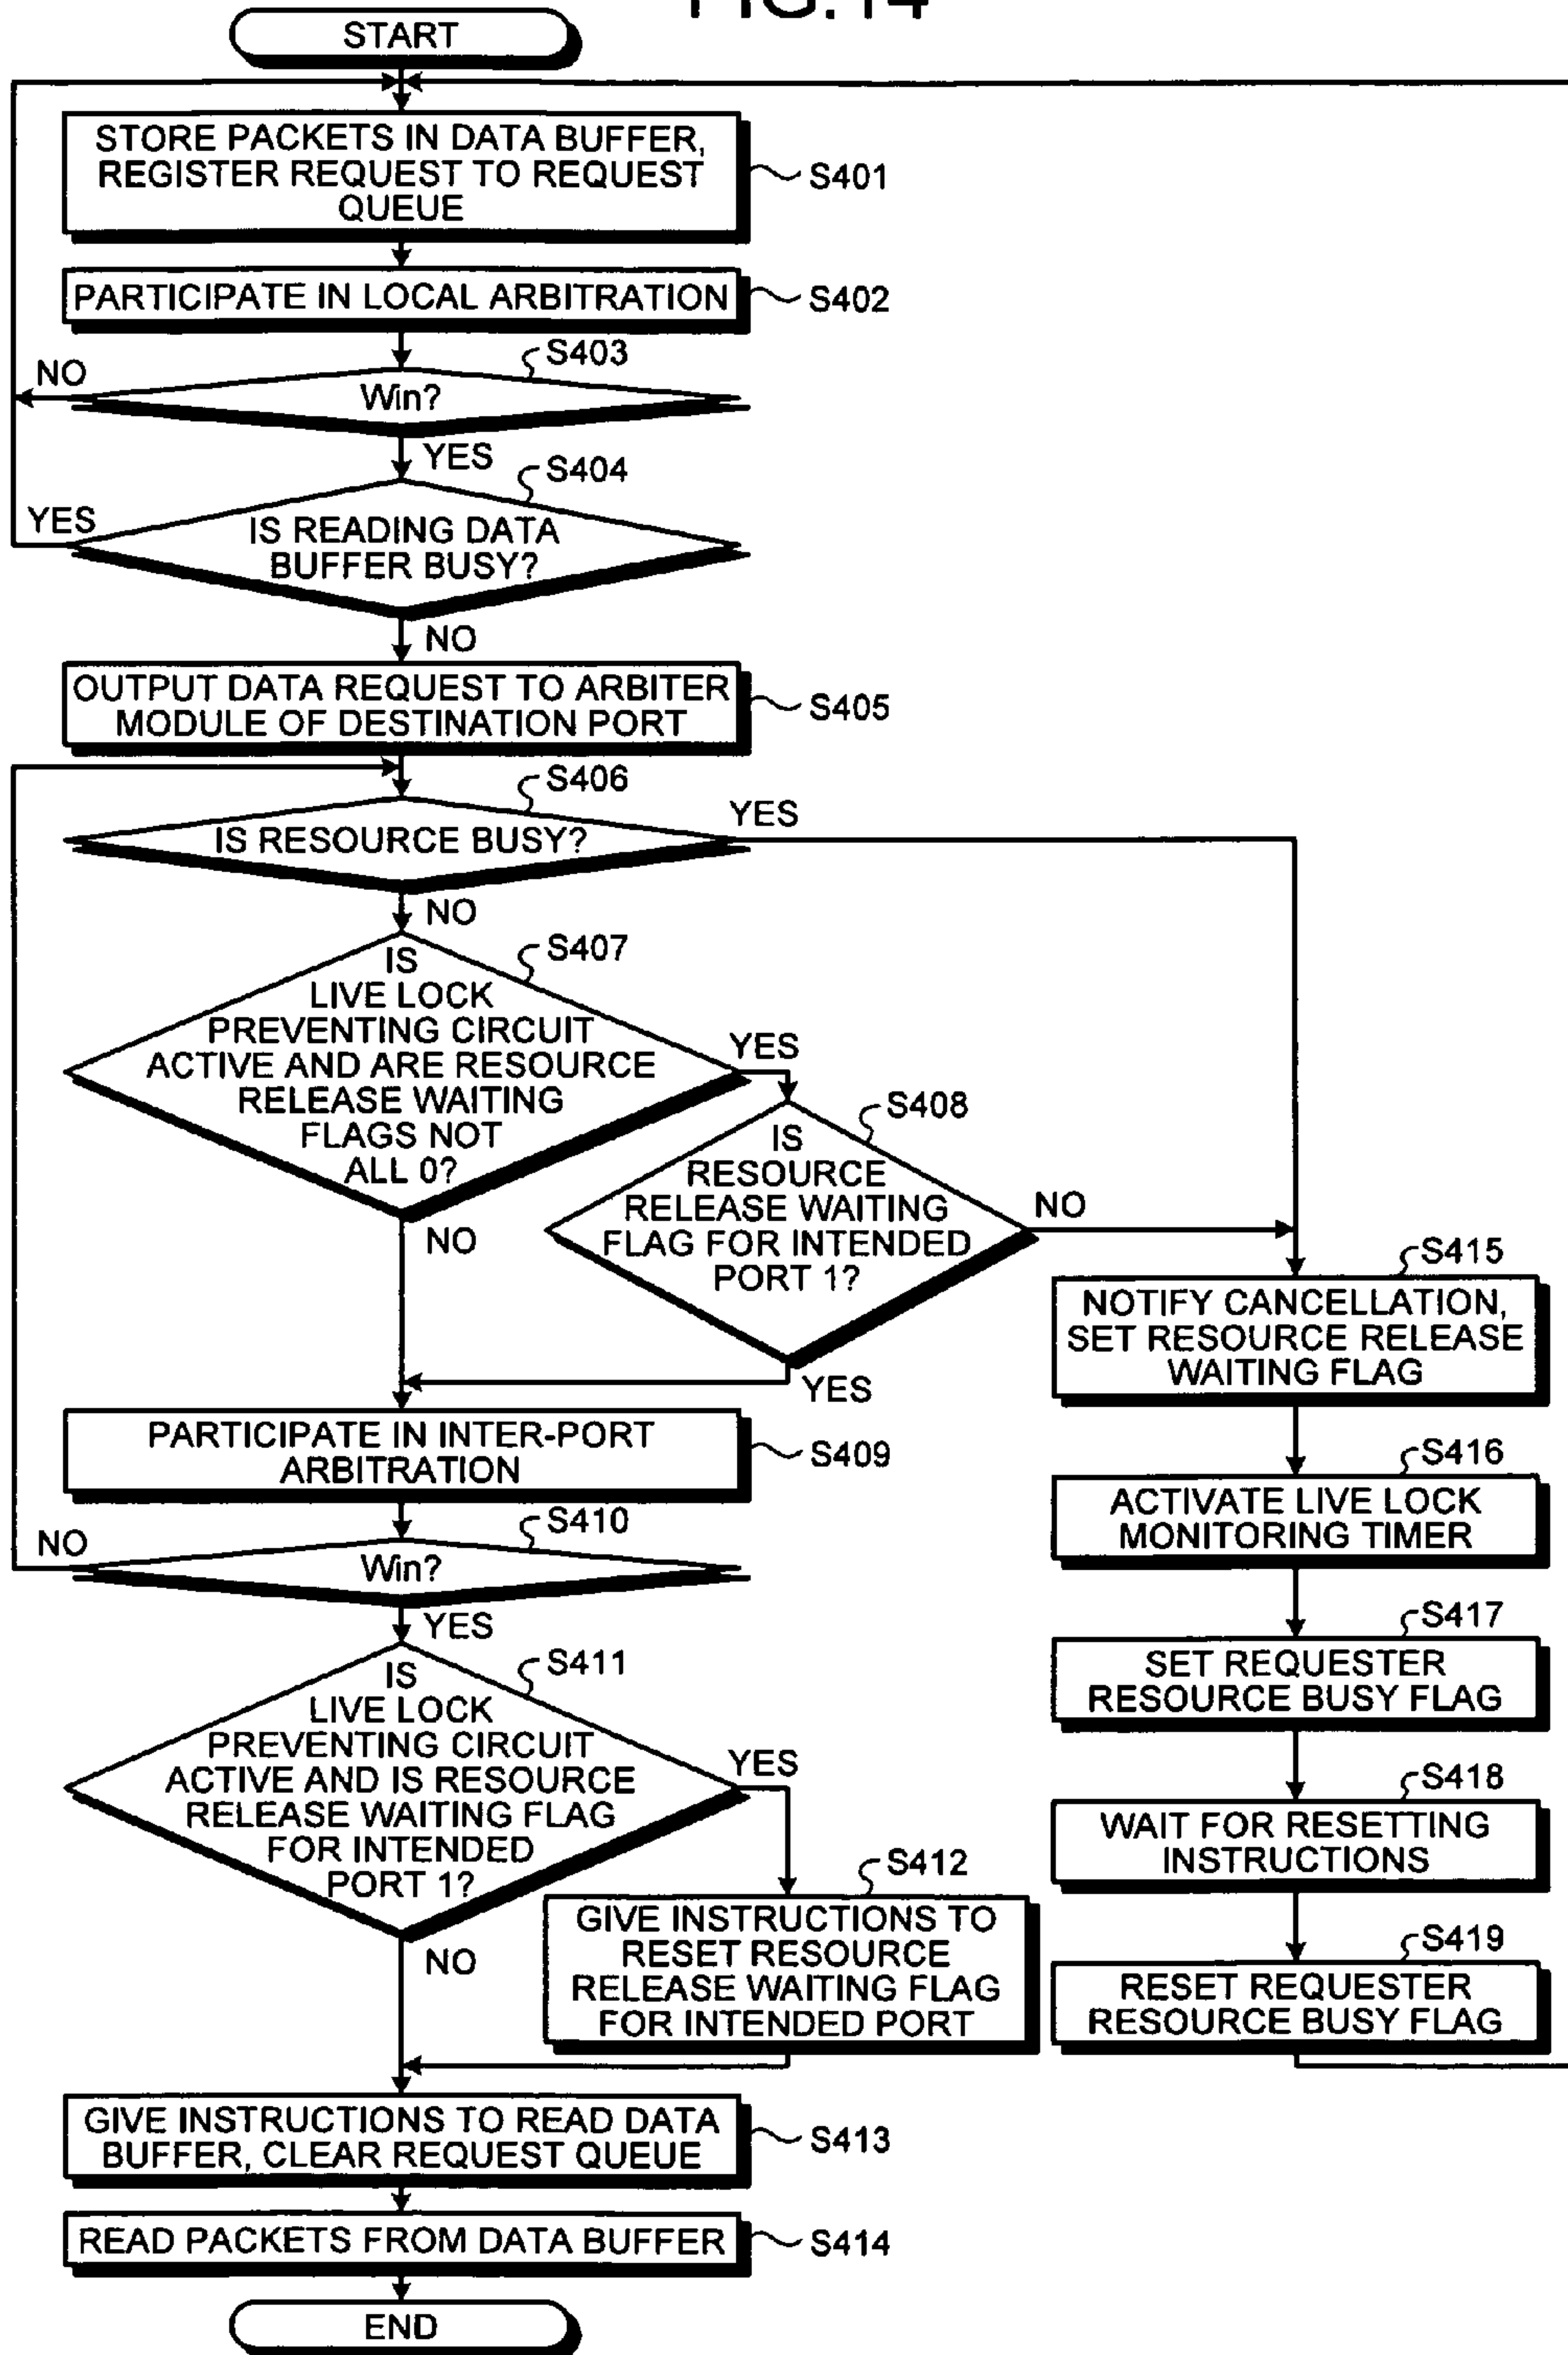 FIG.14
START
STORE PACKETS IN DATA BUFFER,
REGISTER REQUEST TO REQUEST
QUEUE
S401
PARTICIPATE IN LOCAL ARBITRATION
S402
S403
NO
Win?
YES
S404
YES
IS READING DATA
BUFFER BUSY?
NO
OUTPUT DATA REQUEST TO ARBITER
MODULE OF DESTINATION PORT
S405
S406
YES
IS RESOURCE BUSY?
NO
S407
IS
LIVE LOCK
PREVENTING CIRCUIT
ACTIVE AND ARE RESOURCE
RELEASE WAITING
FLAGS NOT
ALL 0?
YES
NO
S408
IS
RESOURCE
RELEASE WAITING
FLAG FOR INTENDED
PORT 1?
NO
YES
PARTICIPATE IN INTER-PORT
ARBITRATION
S409
S410
NO
Win?
YES
S411
IS
LIVE LOCK
PREVENTING CIRCUIT
ACTIVE AND IS RESOURCE
RELEASE WAITING FLAG
FOR INTENDED
PORT 1?
YES
NO
S412
GIVE INSTRUCTIONS TO
RESET RESOURCE
RELEASE WAITING FLAG
FOR INTENDED PORT
GIVE INSTRUCTIONS TO READ DATA
BUFFER, CLEAR REQUEST QUEUE
S413
READ PACKETS FROM DATA BUFFER
S414
END
S415
NOTIFY CANCELLATION,
SET RESOURCE RELEASE
WAITING FLAG
S416
ACTIVATE LIVE LOCK
MONITORING TIMER
S417
SET REQUESTER
RESOURCE BUSY FLAG
S418
WAIT FOR RESETTING
INSTRUCTIONS
S419
RESET REQUESTER
RESOURCE BUSY FLAG